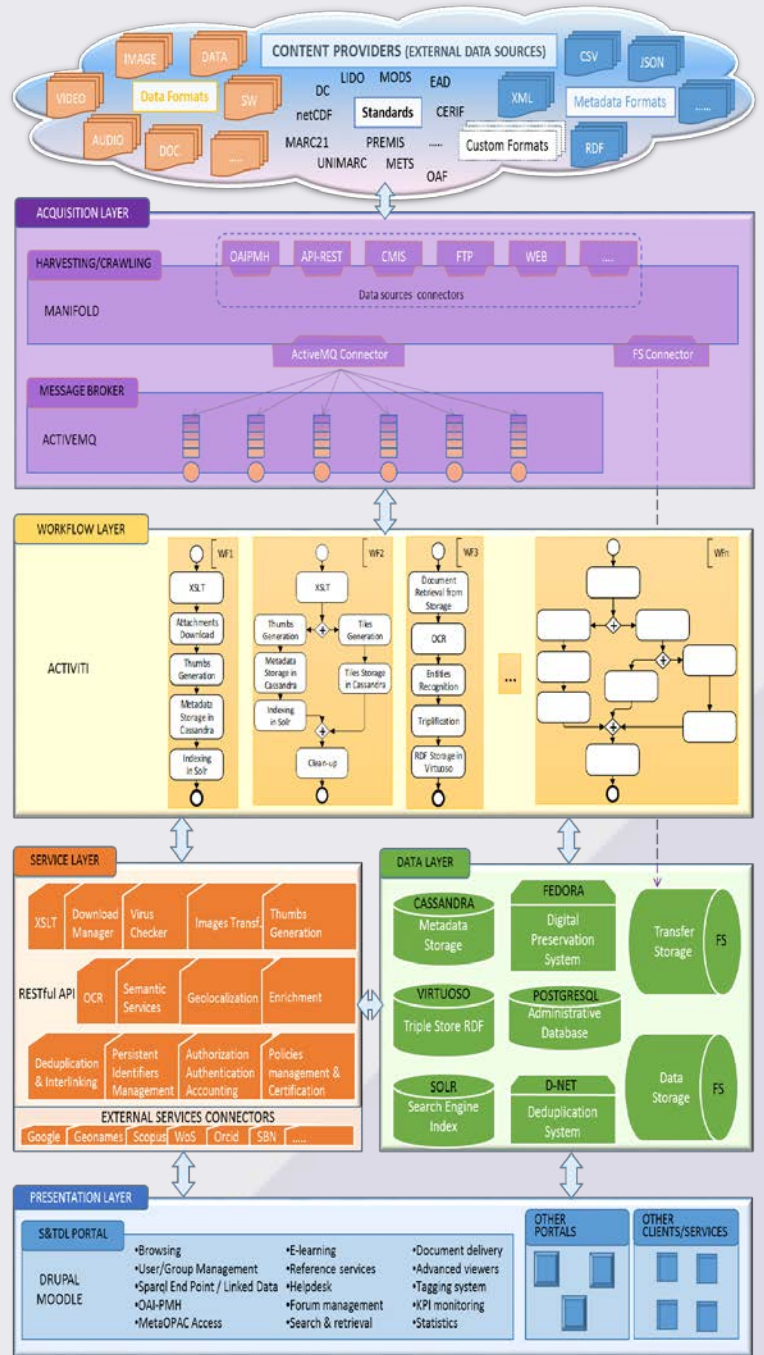 CONTENT PROVIDERS (EXTERNAL DATA SOURCES)
IMAGE
DATA
VIDEO
Data Formats
SW
AUDIO
DOC.
.....
LIDO
MODS
EAD
DC
netCDF
Standards
CERIF
MARC21
PREMIS
.....
UNIMARC
METS
OAF
CSV
JSON
XML
Metadata Formats
......
Custom Formats
RDF
ACQUISITION LAYER
HARVESTING/CRAWLING
OAIPMH
API-REST
CMIS
FTP
WEB
....
Data sources connectors
MANIFOLD
ActiveMQ Connector
FS Connector
MESSAGE BROKER
ACTIVEMQ
WORKFLOW LAYER
ACTIVITI
WF1
XSLT
Attachments
Download
Thumbs
Generation
Metadata
Storage in
Cassandra
Indexing
in Solr
WF2
XSLT
Thumbs
Generation
Tiles
Generation
Metadata
Storage in
Cassandra
Tiles Storage
in Cassandra
Indexing
in Solr
Clean-up
WF3
Document
Retrieval from
Storage
OCR
Entities
Recognition
Triplification
RDF Storage in
Virtuoso
...
WFn
SERVICE LAYER
XSLT
Download
Manager
Virus
Checker
Images Transf.
Thumbs
Generation
RESTful API
OCR
Semantic
Services
Geolocalization
Enrichment
Deduplication
& Interlinking
Persistent
Identifiers
Management
Authorization
Authentication
Accounting
Policies
management &
Certification
EXTERNAL SERVICES CONNECTORS
Google
Geonames
Scopus
WoS
Orcid
SBN
.....
DATA LAYER
CASSANDRA
Metadata
Storage
FEDORA
Digital
Preservation
System
Transfer
Storage
FS
VIRTUOSO
Triple Store RDF
POSTGRESQL
Administrative
Database
SOLR
Search Engine
Index
D-NET
Deduplication
System
Data
Storage
FS
PRESENTATION LAYER
S&TDL PORTAL
DRUPAL
MOODLE
•Browsing
•User/Group Management
•Sparql End Point / Linked Data
•OAI-PMH
•MetaOPAC Access
•E-learning
•Reference services
•Helpdesk
•Forum management
•Search & retrieval
•Document delivery
•Advanced viewers
•Tagging system
•KPI monitoring
•Statistics
OTHER
PORTALS
OTHER
CLIENTS/SERVICES